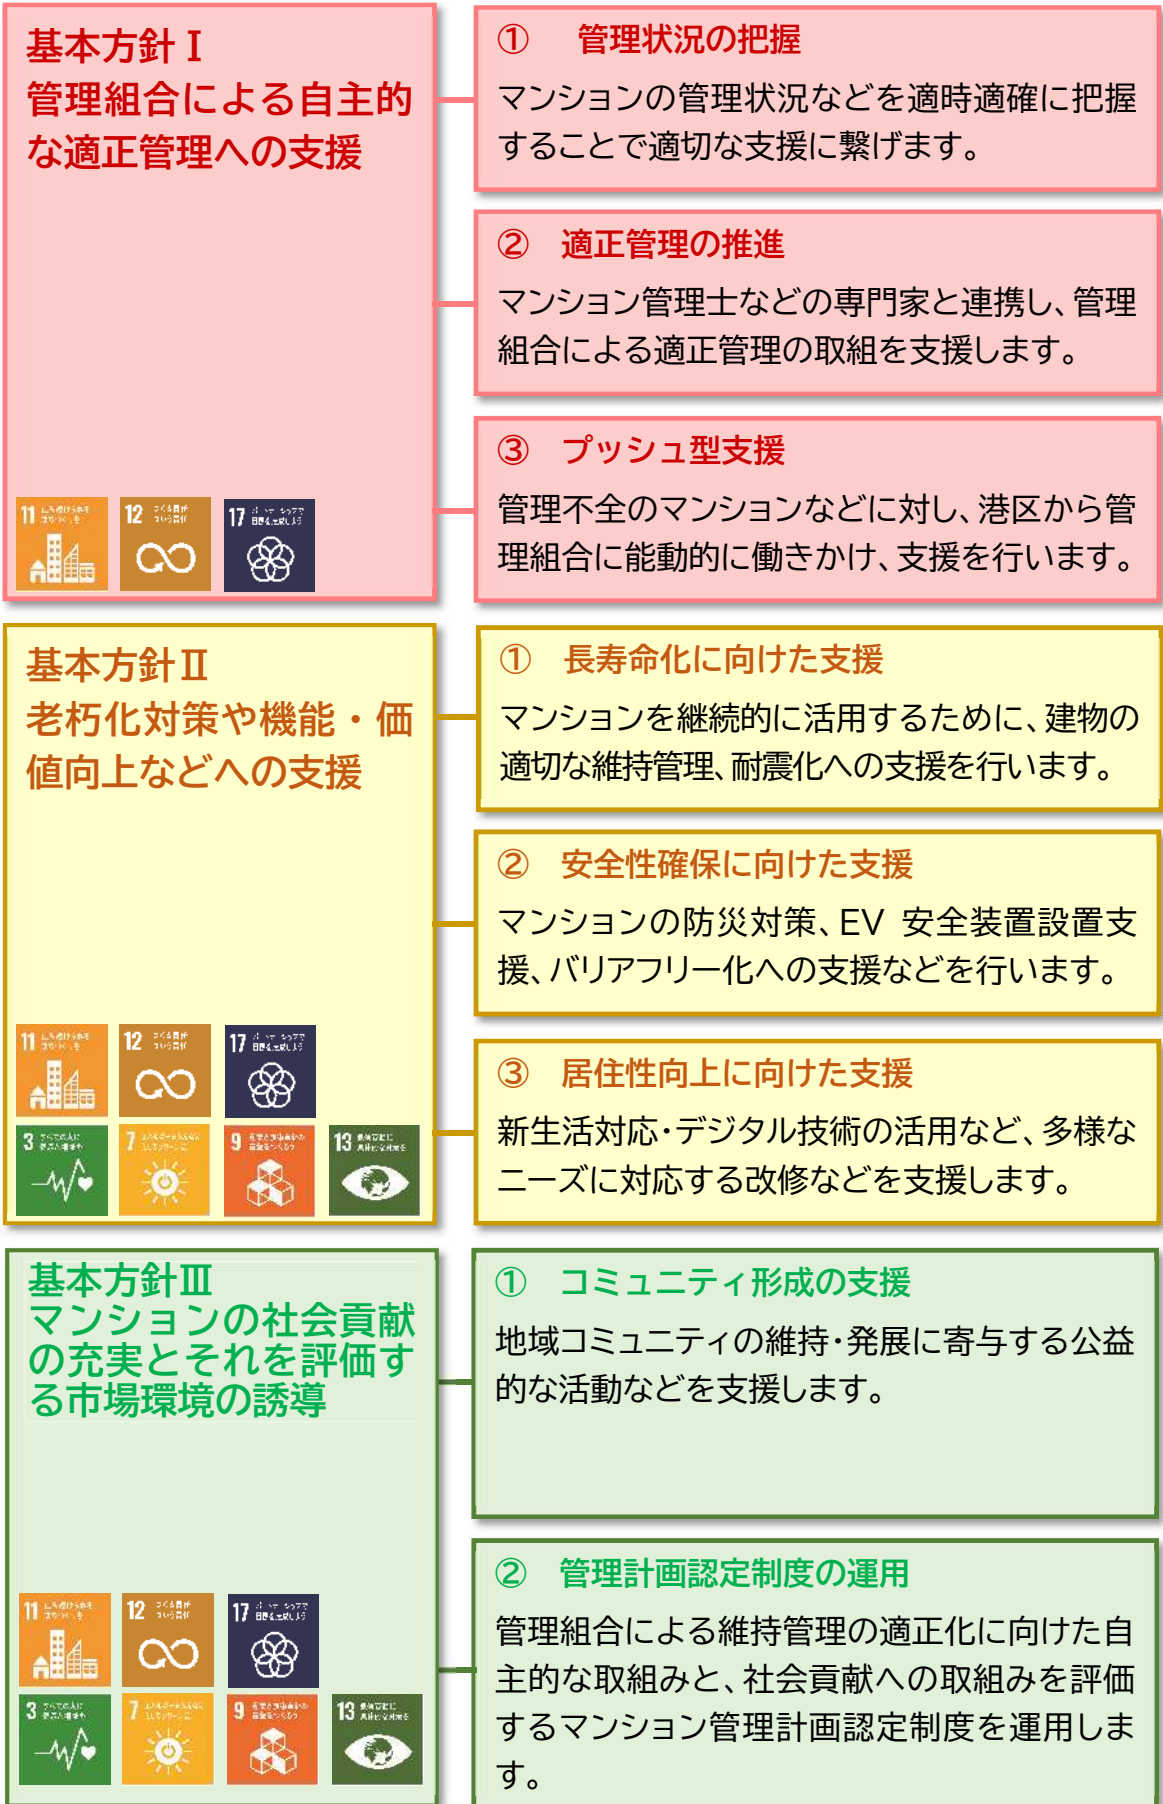 基本方針Ⅰ
管理組合による自主的
な適正管理への支援
11
12
17
① 管理状況の把握
マンションの管理状況などを適時適確に把握
することで適切な支援に繋げます。
② 適正管理の推進
マンション管理士などの専門家と連携し、管理
組合による適正管理の取組を支援します。
③ プッシュ型支援
管理不全のマンションなどに対し、港区から管
理組合に能動的に働きかけ、支援を行います。
基本方針Ⅱ
老朽化対策や機能・価
値向上などへの支援
11
12
17
3
7
9
13
① 長寿命化に向けた支援
マンションを継続的に活用するために、建物の
適切な維持管理、耐震化への支援を行います。
② 安全性確保に向けた支援
マンションの防災対策、EV 安全装置設置支
援、バリアフリー化への支援などを行います。
③ 居住性向上に向けた支援
新生活対応・デジタル技術の活用など、多様な
ニーズに対応する改修などを支援します。
基本方針Ⅲ
マンションの社会貢献
の充実とそれを評価す
る市場環境の誘導
11
12
17
3
7
9
13
① コミュニティ形成の支援
地域コミュニティの維持・発展に寄与する公益
的な活動などを支援します。
② 管理計画認定制度の運用
管理組合による維持管理の適正化に向けた自
主的な取組みと、社会貢献への取組みを評価
するマンション管理計画認定制度を運用しま
す。